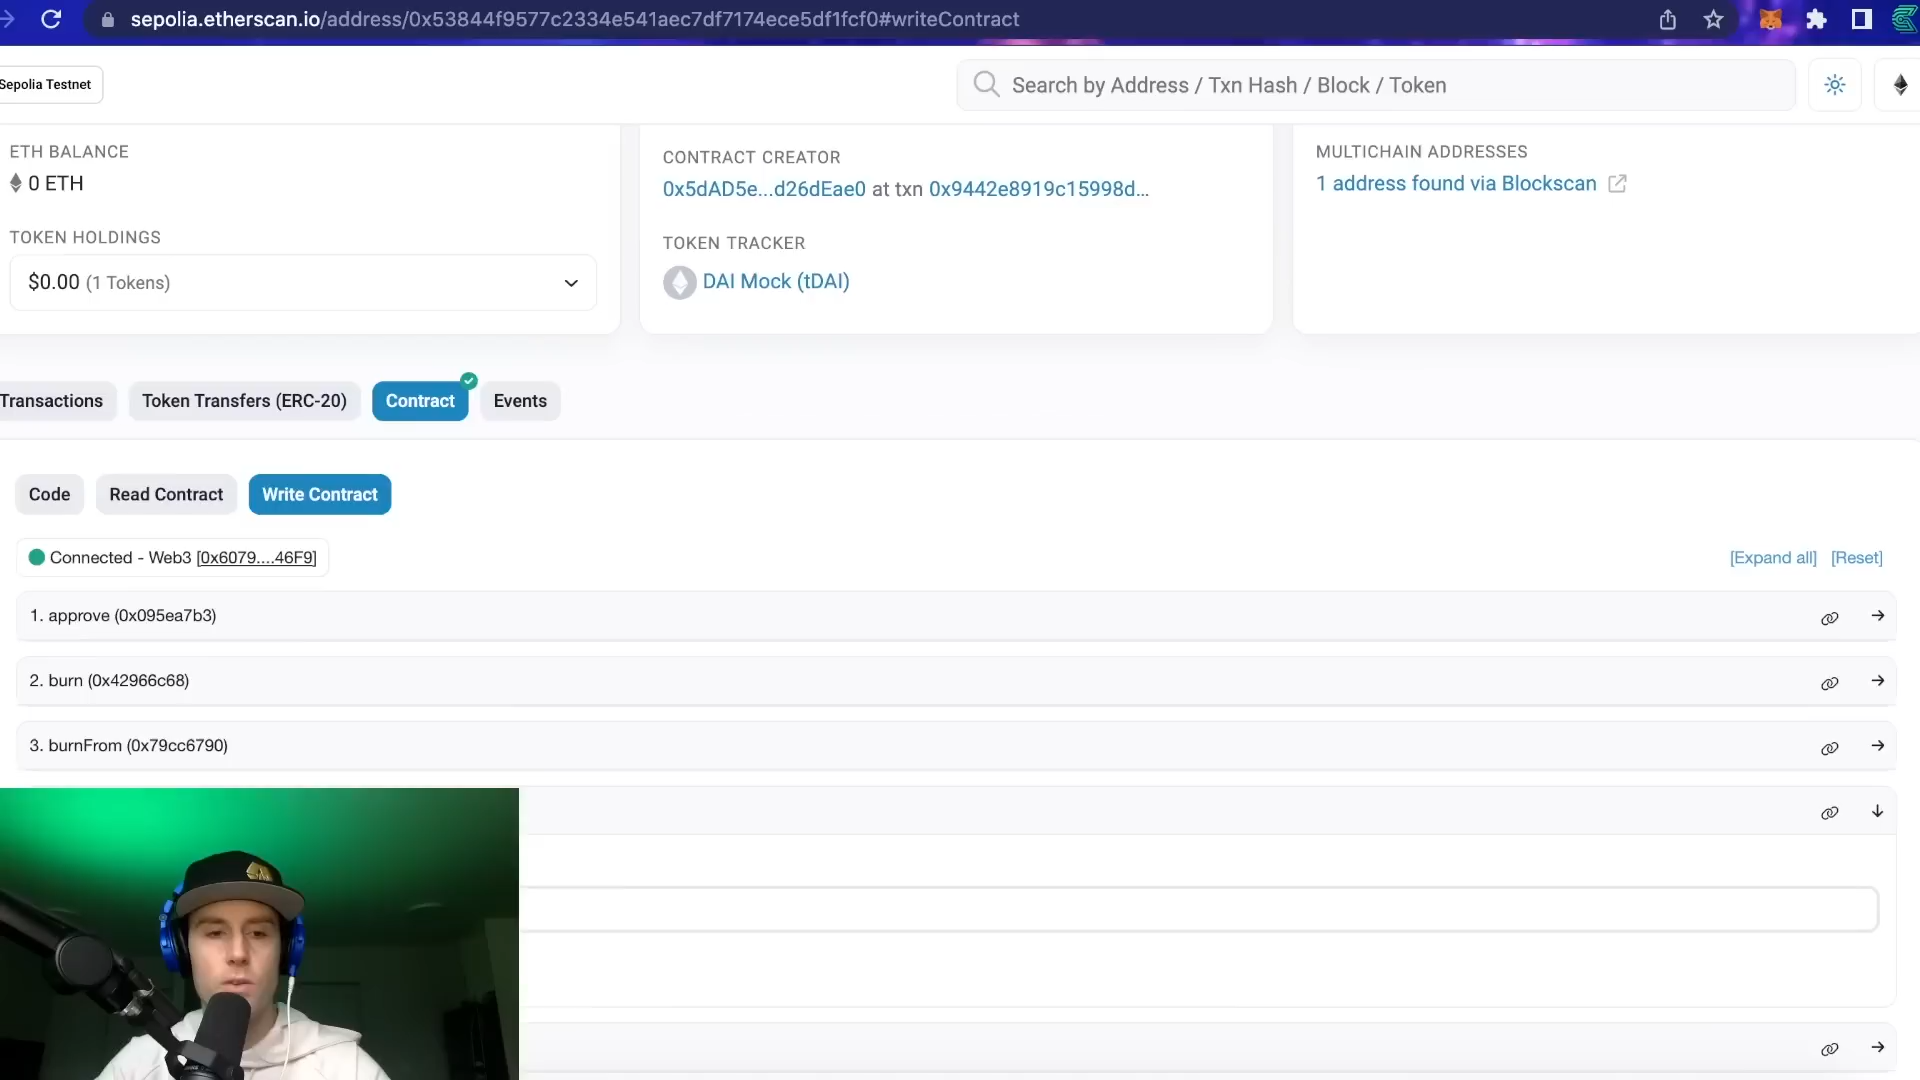 sepolia.etherscan.io/address/0x53844f9577c2334e541aec7df7174ece5df1fcf0#writeContract
Sepolia Testnet
Search by Address / Txn Hash / Block / Token
ETH BALANCE
0 ETH
TOKEN HOLDINGS
$0.00 (1 Tokens)
CONTRACT CREATOR
0x5dAD5e...d26dEae0 at txn 0x9442e8919c15998d...
TOKEN TRACKER
DAI Mock (tDAI)
MULTICHAIN ADDRESSES
1 address found via Blockscan
Transactions
Token Transfers (ERC-20)
Contract
Events
Code
Read Contract
Write Contract
Connected - Web3 [0x6079....46F9]
[Expand all] [Reset]
1. approve (0x095ea7b3)
2. burn (0x42966c68)
3. burnFrom (0x79cc6790)